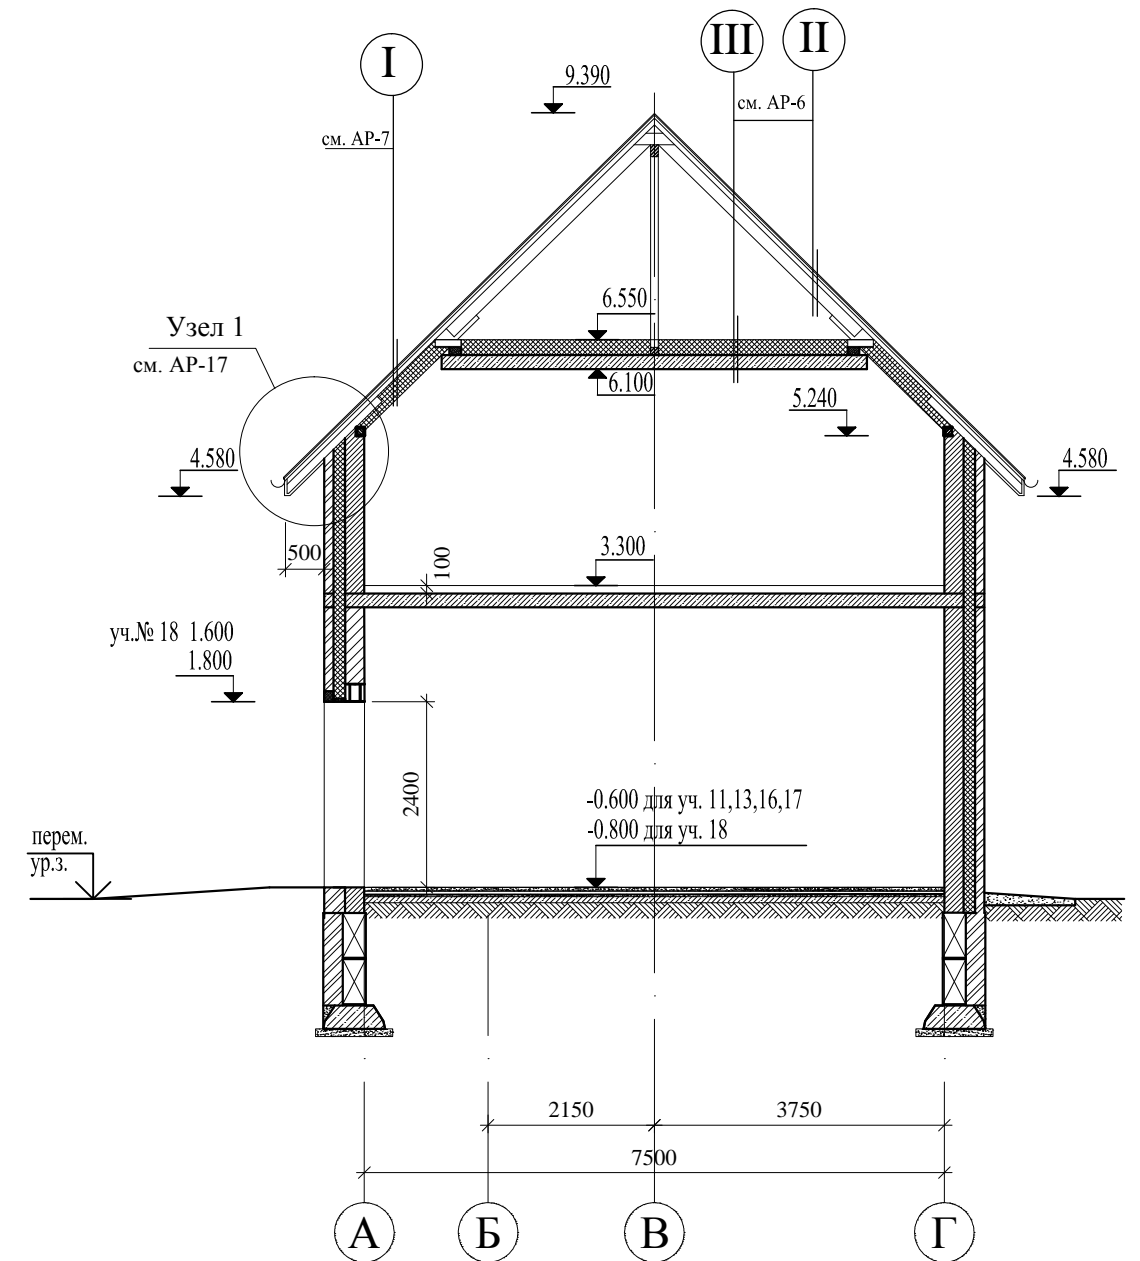 III
II
I
9.390
см. АР-6
см. АР-7
6.550
Узел 1
см. АР-17
6.100
5.240
4.580
4.580
500
100
3.300
уч.№ 18 1.600
1.800
2400
-0.600 для уч. 11,13,16,17
-0.800 для уч. 18
перем.
ур.з.
2150
3750
7500
А
Б
В
Г